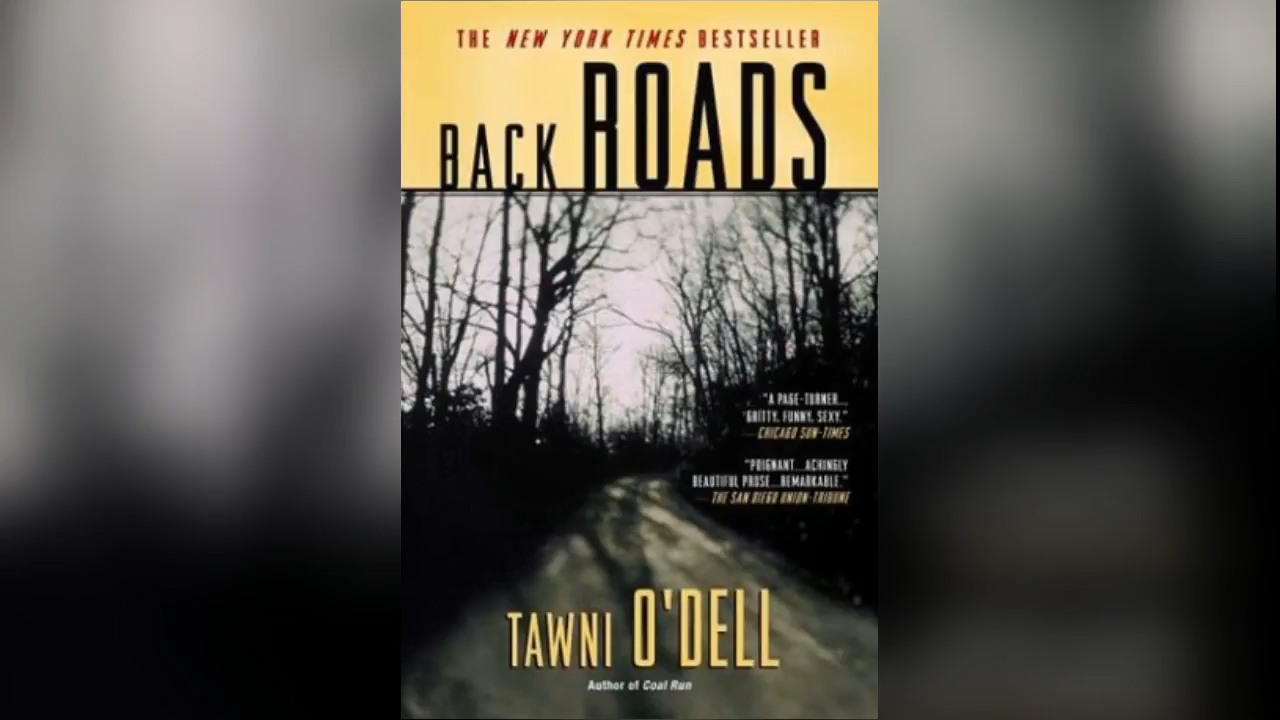 THE NEW YORK TIMES BESTSELLER
BACK ROADS
"A PAGE-TURNER...
GRITTY, FUNNY, SEXY."
—CHICAGO SUN-TIMES
"POIGNANT...ACHINGLY
BEAUTIFUL PROSE...REMARKABLE."
—THE SAN DIEGO UNION-TRIBUNE
TAWNI O'DELL
Author of Coal Run